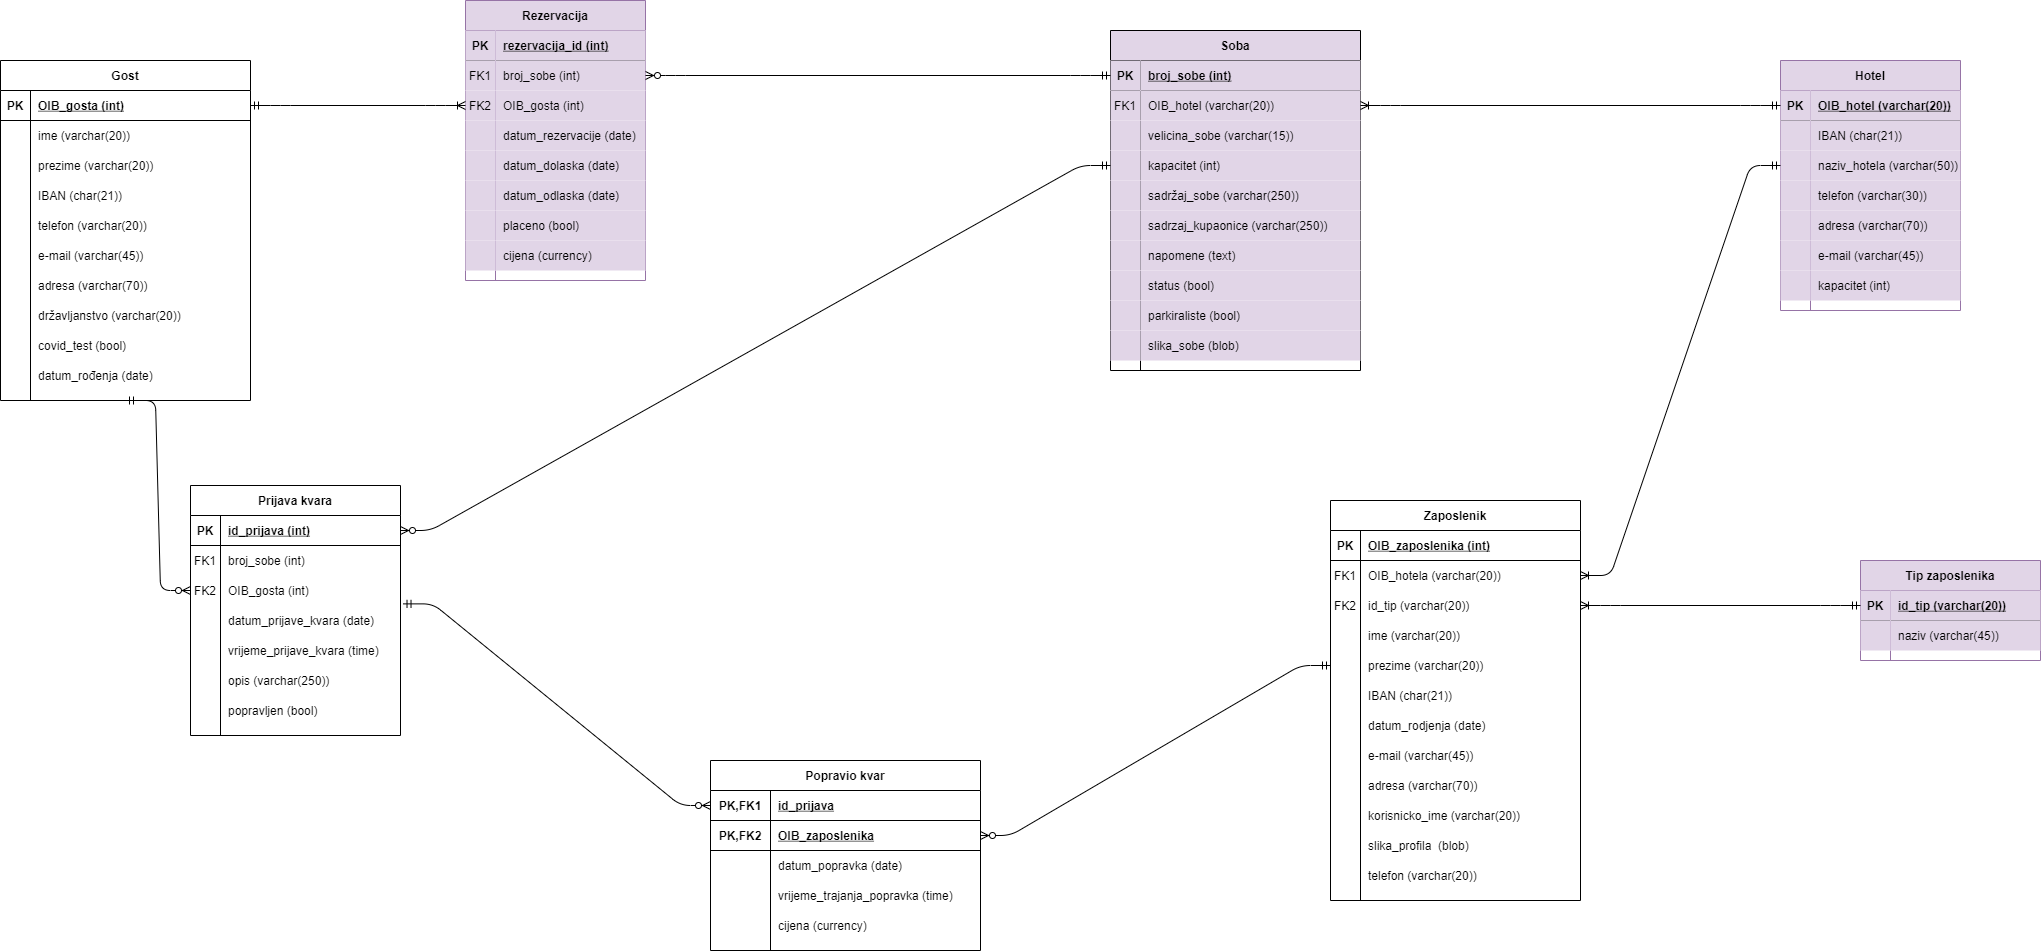 Rezervacija
PK rezervacija_id (int)
FK1 broj_sobe (int)
FK2 OIB_gosta (int)
datum_rezervacije (date)
datum_dolaska (date)
datum_odlaska (date)
placeno (bool)
cijena (currency)
Soba
PK broj_sobe (int)
FK1 OIB_hotel (varchar(20))
velicina_sobe (varchar(15))
kapacitet (int)
sadržaj_sobe (varchar(250))
sadrzaj_kupaonice (varchar(250))
napomene (text)
status (bool)
parkiraliste (bool)
slika_sobe (blob)
Gost
PK OIB_gosta (int)
ime (varchar(20))
prezime (varchar(20))
IBAN (char(21))
telefon (varchar(20))
e-mail (varchar(45))
adresa (varchar(70))
državljanstvo (varchar(20))
covid_test (bool)
datum_rođenja (date)
Hotel
PK OIB_hotel (varchar(20))
IBAN (char(21))
naziv_hotela (varchar(50))
telefon (varchar(30))
adresa (varchar(70))
e-mail (varchar(45))
kapacitet (int)
Prijava kvara
PK id_prijava (int)
FK1 broj_sobe (int)
FK2 OIB_gosta (int)
datum_prijave_kvara (date)
vrijeme_prijave_kvara (time)
opis (varchar(250))
popravljen (bool)
Zaposlenik
PK OIB_zaposlenika (int)
FK1 OIB_hotela (varchar(20))
FK2 id_tip (varchar(20))
ime (varchar(20))
prezime (varchar(20))
IBAN (char(21))
datum_rodjenja (date)
e-mail (varchar(45))
adresa (varchar(70))
korisnicko_ime (varchar(20))
slika_profila (blob)
telefon (varchar(20))
Tip zaposlenika
PK id_tip (varchar(20))
naziv (varchar(45))
Popravio kvar
PK,FK1 id_prijava
PK,FK2 OIB_zaposlenika
datum_popravka (date)
vrijeme_trajanja_popravka (time)
cijena (currency)